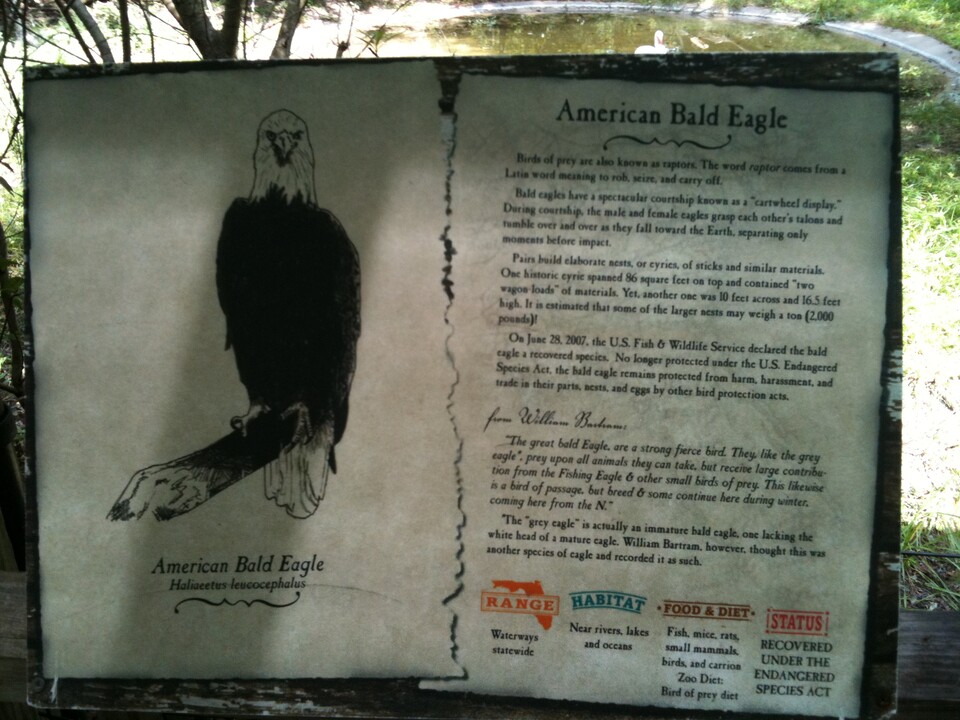 American Bald Eagle
Haliaeetus leucocephalus
American Bald Eagle
Birds of prey are also known as raptors. The word raptor comes from a
Latin word meaning to rob, seize, and carry off.
Bald eagles have a spectacular courtship known as a "cartwheel display."
During courtship, the male and female eagles grasp each other's talons and
tumble over and over as they fall toward the Earth, separating only
moments before impact.
Pairs build elaborate nests, or eyries, of sticks and similar materials.
One historic eyrie spanned 86 square feet on top and contained "two
wagon-loads" of materials. Yet, another one was 10 feet across and 16.5 feet
high. It is estimated that some of the larger nests may weigh a ton (2,000
pounds)!
On June 28, 2007, the U.S. Fish & Wildlife Service declared the bald
eagle a recovered species. No longer protected under the U.S. Endangered
Species Act, the bald eagle remains protected from harm, harassment, and
trade in their parts, nests, and eggs by other bird protection acts.
from William Bartram:
"The great bald Eagle, are a strong fierce bird. They, like the grey
eagle*, prey upon all animals they can take, but receive large contribu-
tion from the Fishing Eagle & other small birds of prey. This likewise
is a bird of passage, but breed & some continue here during winter,
coming here from the N."
*The "grey eagle" is actually an immature bald eagle, one lacking the
white head of a mature eagle. William Bartram, however, thought this was
another species of eagle and recorded it as such.
RANGE
Waterways
statewide
HABITAT
Near rivers, lakes
and oceans
FOOD & DIET
Fish, mice, rats,
small mammals,
birds, and carrion
Zoo Diet:
Bird of prey diet
STATUS
RECOVERED
UNDER THE
ENDANGERED
SPECIES ACT